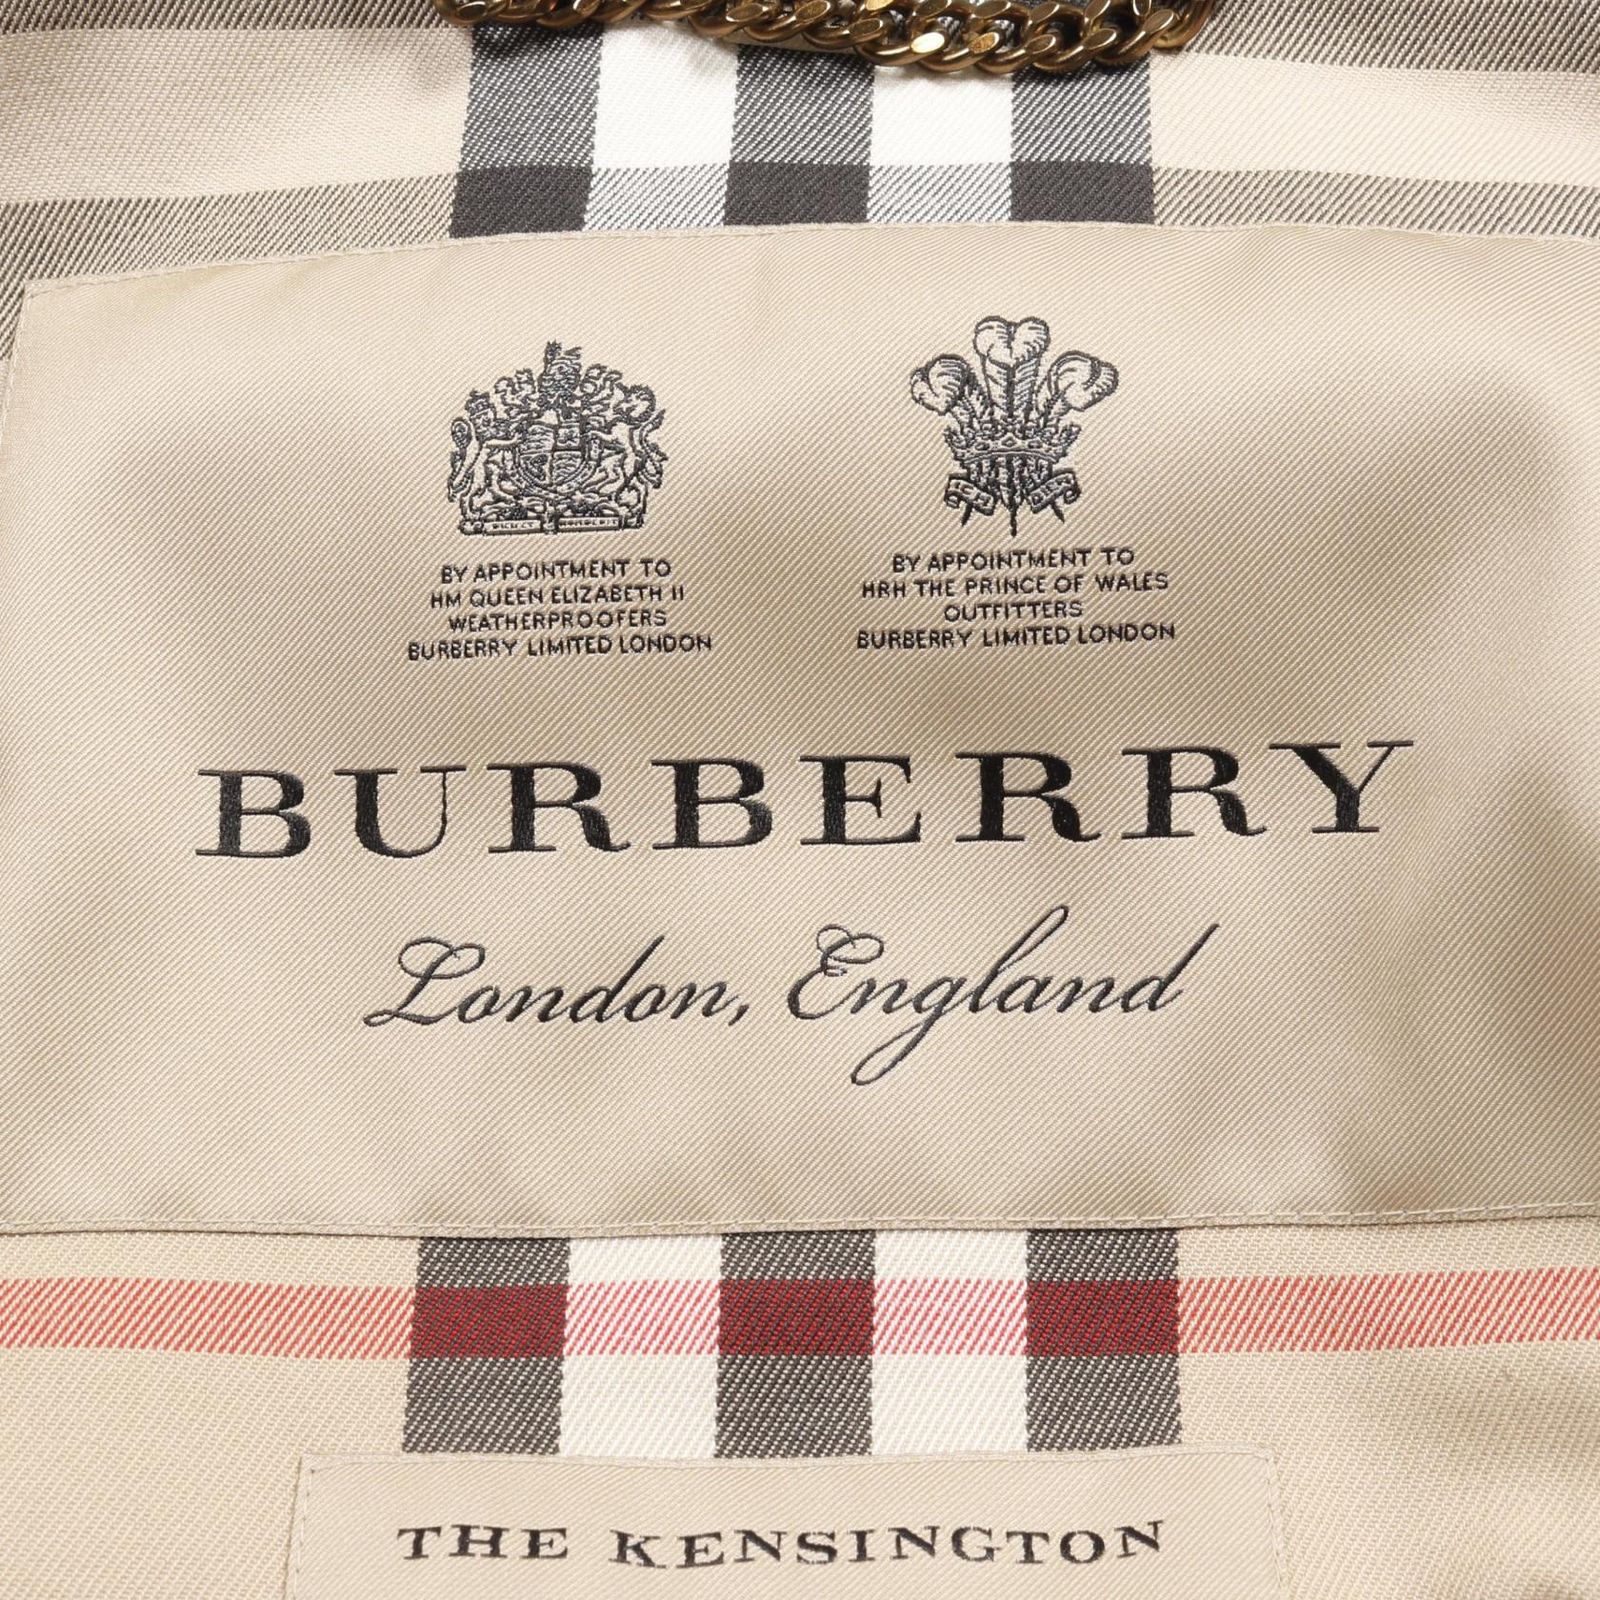 BY APPOINTMENT TO
HM QUEEN ELIZABETH II
WEATHERPROOFERS
BURBERRY LIMITED LONDON
BY APPOINTMENT TO
HRH THE PRINCE OF WALES
OUTFITTERS
BURBERRY LIMITED LONDON
BURBERRY
London, England
THE KENSINGTON